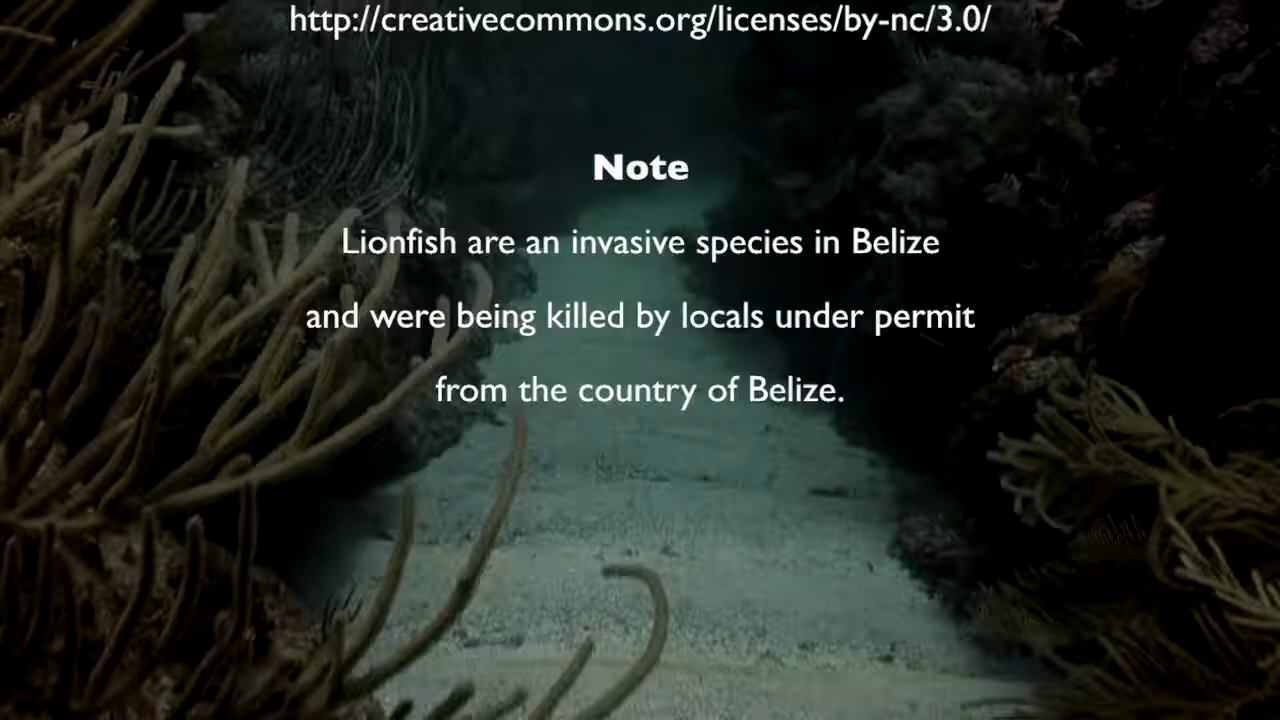 http://creativecommons.org/licenses/by-nc/3.0/
Note
Lionfish are an invasive species in Belize
and were being killed by locals under permit
from the country of Belize.